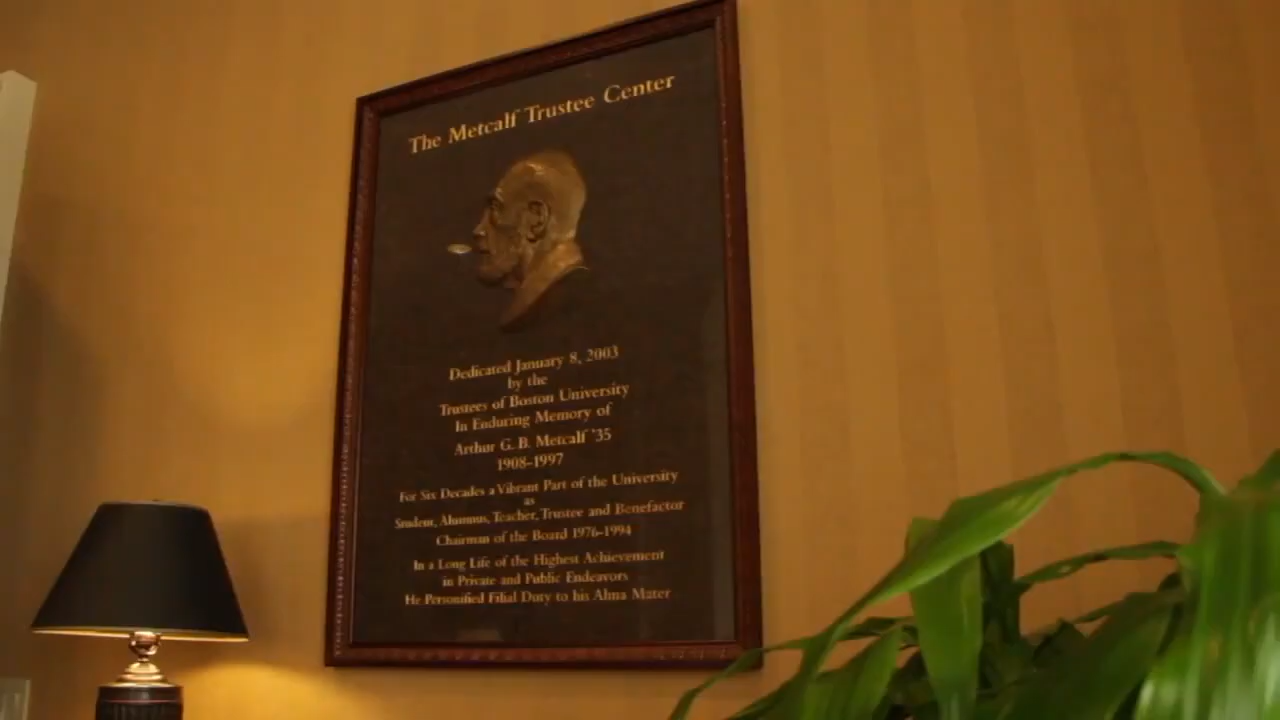 The Metcalf Trustee Center
Dedicated January 8, 2003
by the
Trustees of Boston University
In Enduring Memory of
Arthur G. B. Metcalf '35
1908-1997
For Six Decades a Vibrant Part of the University
as
Student, Alumnus, Teacher, Trustee and Benefactor
Chairman of the Board 1976-1994
In a Long Life of the Highest Achievement
in Private and Public Endeavors
He Personified Filial Duty to his Alma Mater